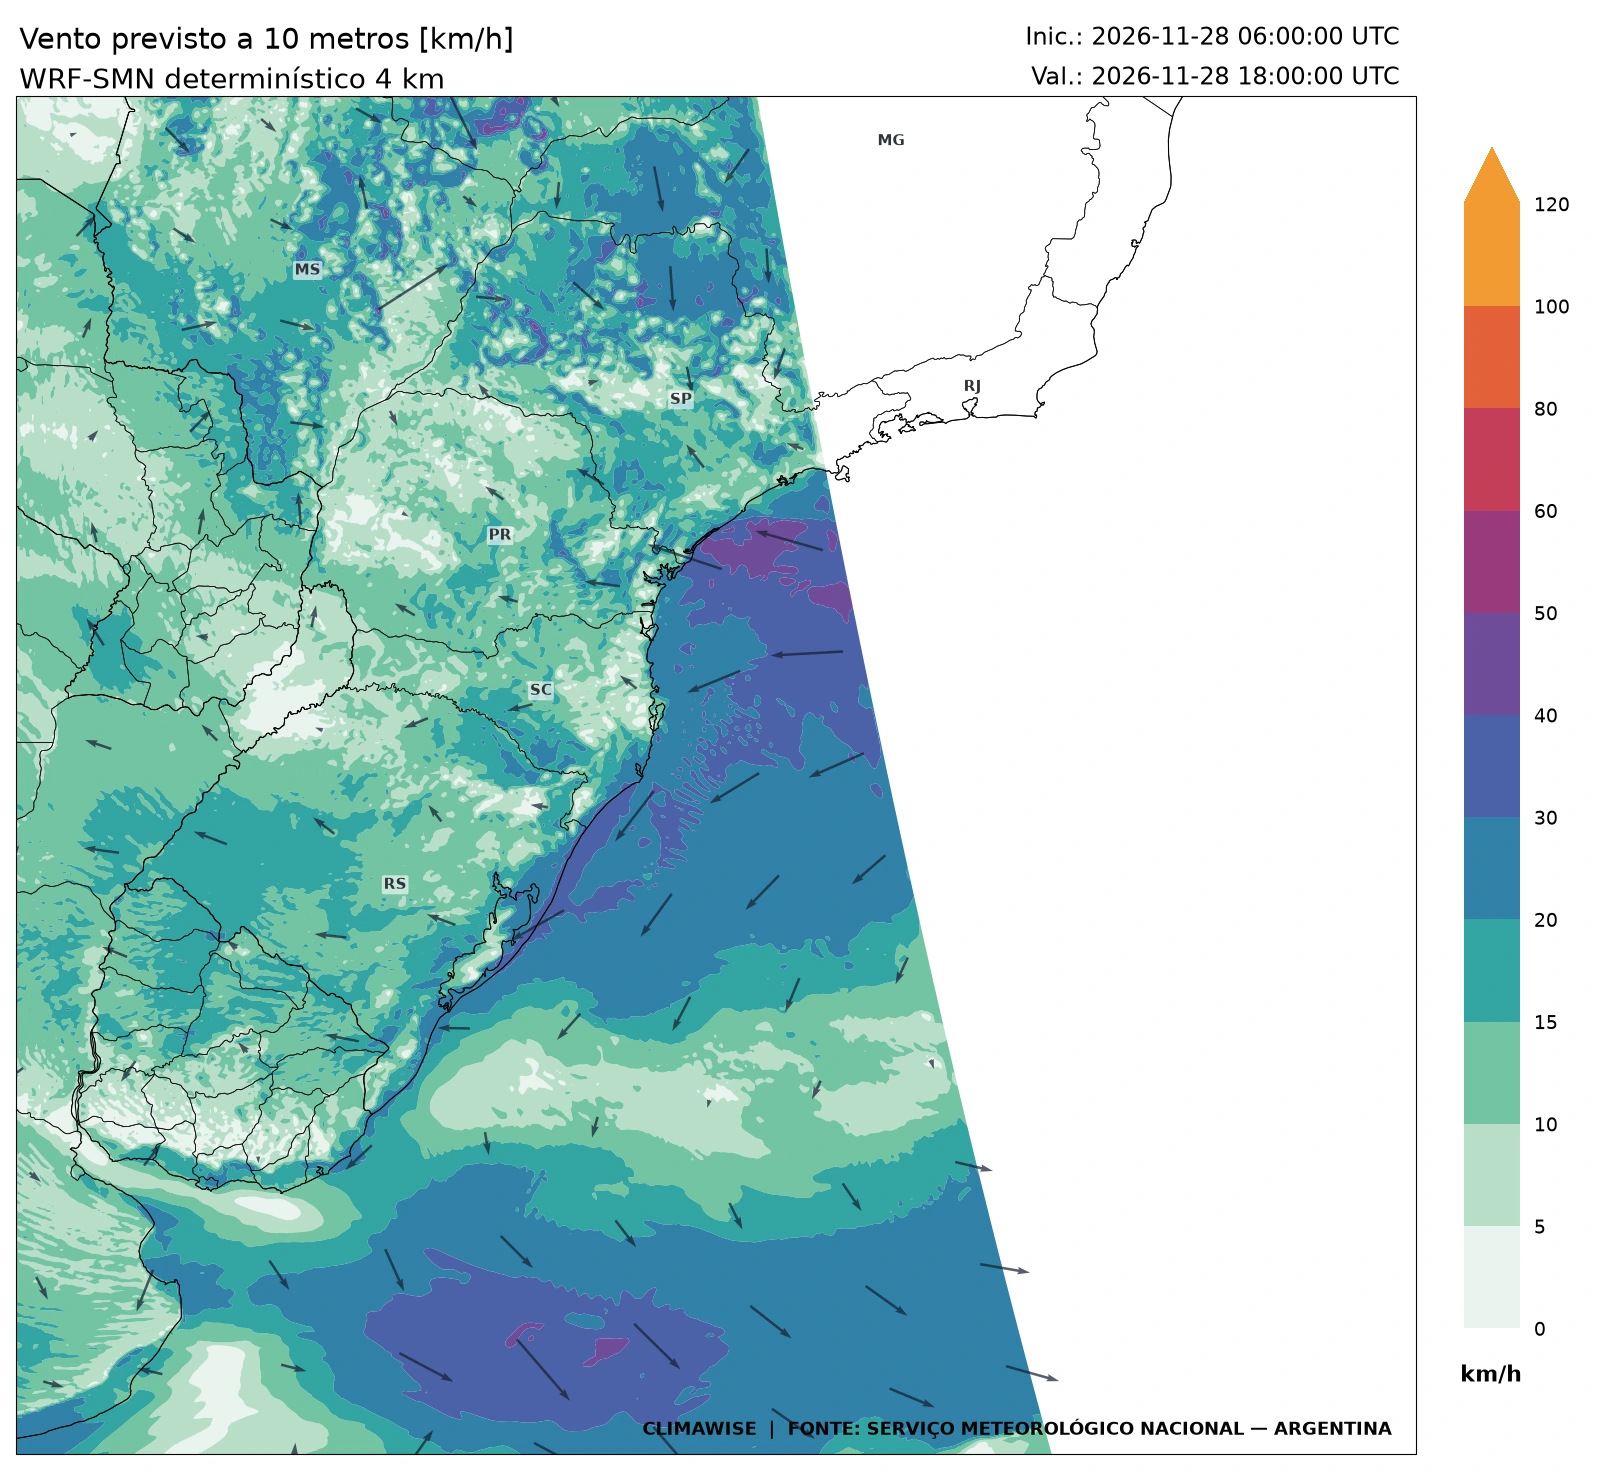 Vento previsto a 10 metros [km/h]
WRF-SMN determinístico 4 km
Inic.: 2026-11-28 06:00:00 UTC
Val.: 2026-11-28 18:00:00 UTC
MG
MS
SP
RJ
PR
SC
RS
120
100
80
60
50
40
30
20
15
10
5
0
km/h
CLIMAWISE | FONTE: SERVIÇO METEOROLÓGICO NACIONAL — ARGENTINA